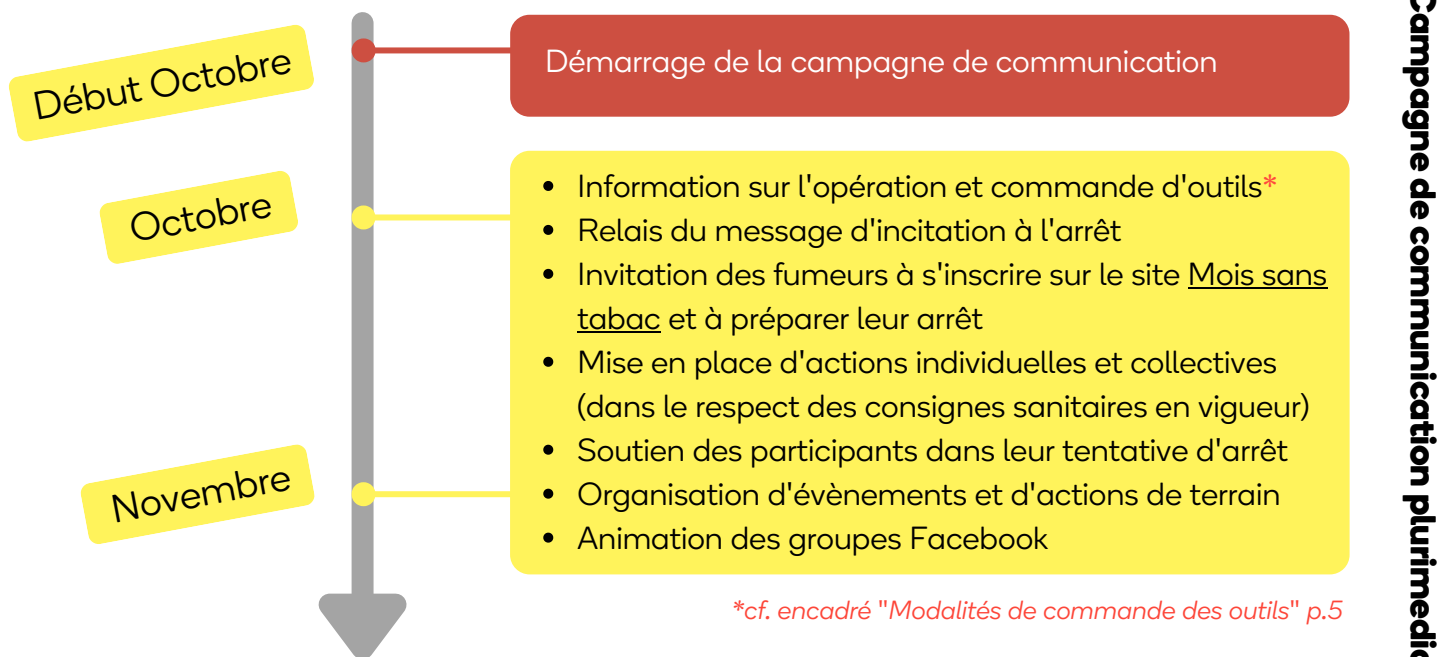 Début Octobre
Démarrage de la campagne de communication
Octobre
• Information sur l'opération et commande d'outils*
• Relais du message d'incitation à l'arrêt
• Invitation des fumeurs à s'inscrire sur le site Mois sans
tabac et à préparer leur arrêt
• Mise en place d'actions individuelles et collectives
(dans le respect des consignes sanitaires en vigueur)
• Soutien des participants dans leur tentative d'arrêt
Novembre
• Organisation d'évènements et d'actions de terrain
• Animation des groupes Facebook
*cf. encadré "Modalités de commande des outils" p.5
Campagne de communication plurimedia